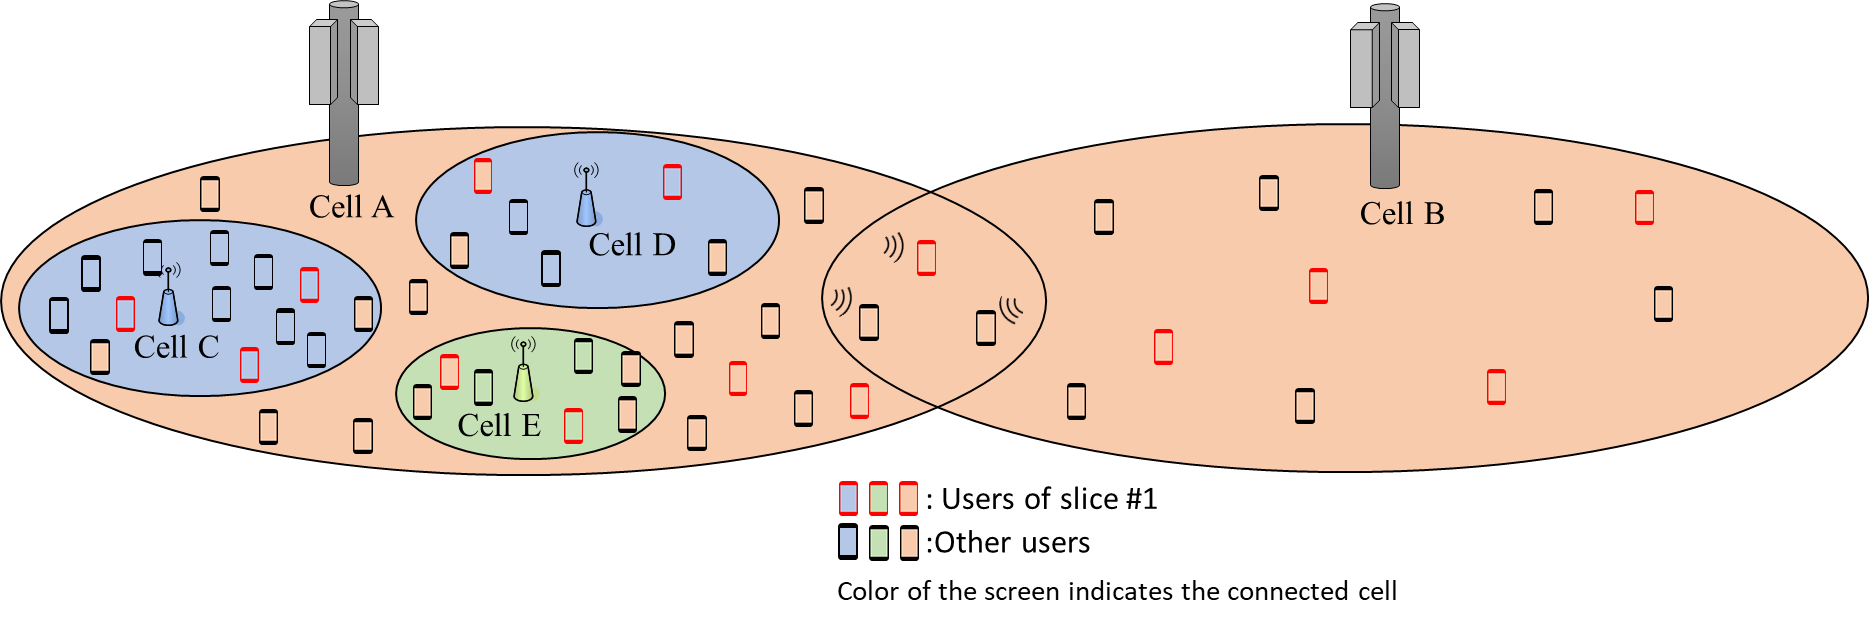 Cell A
Cell B
Cell D
Cell C
Cell E
: Users of slice #1
:Other users
Color of the screen indicates the connected cell